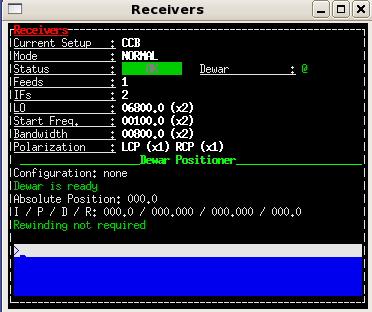 Receivers
Receivers
Current Setup : CCB
Mode : NORMAL
Status : OK Dewar : @
Feeds : 1
IFs : 2
LO : 06800.0 (x2)
Start Freq. : 00100.0 (x2)
Bandwidth : 00800.0 (x2)
Polarization : LCP (x1) RCP (x1)
Dewar Positioner
Configuration: none
Dewar is ready
Absolute Position: 000.0
I / P / D / R: 000.0 / 000.000 / 000.000 / 000.0
Rewinding not required
>